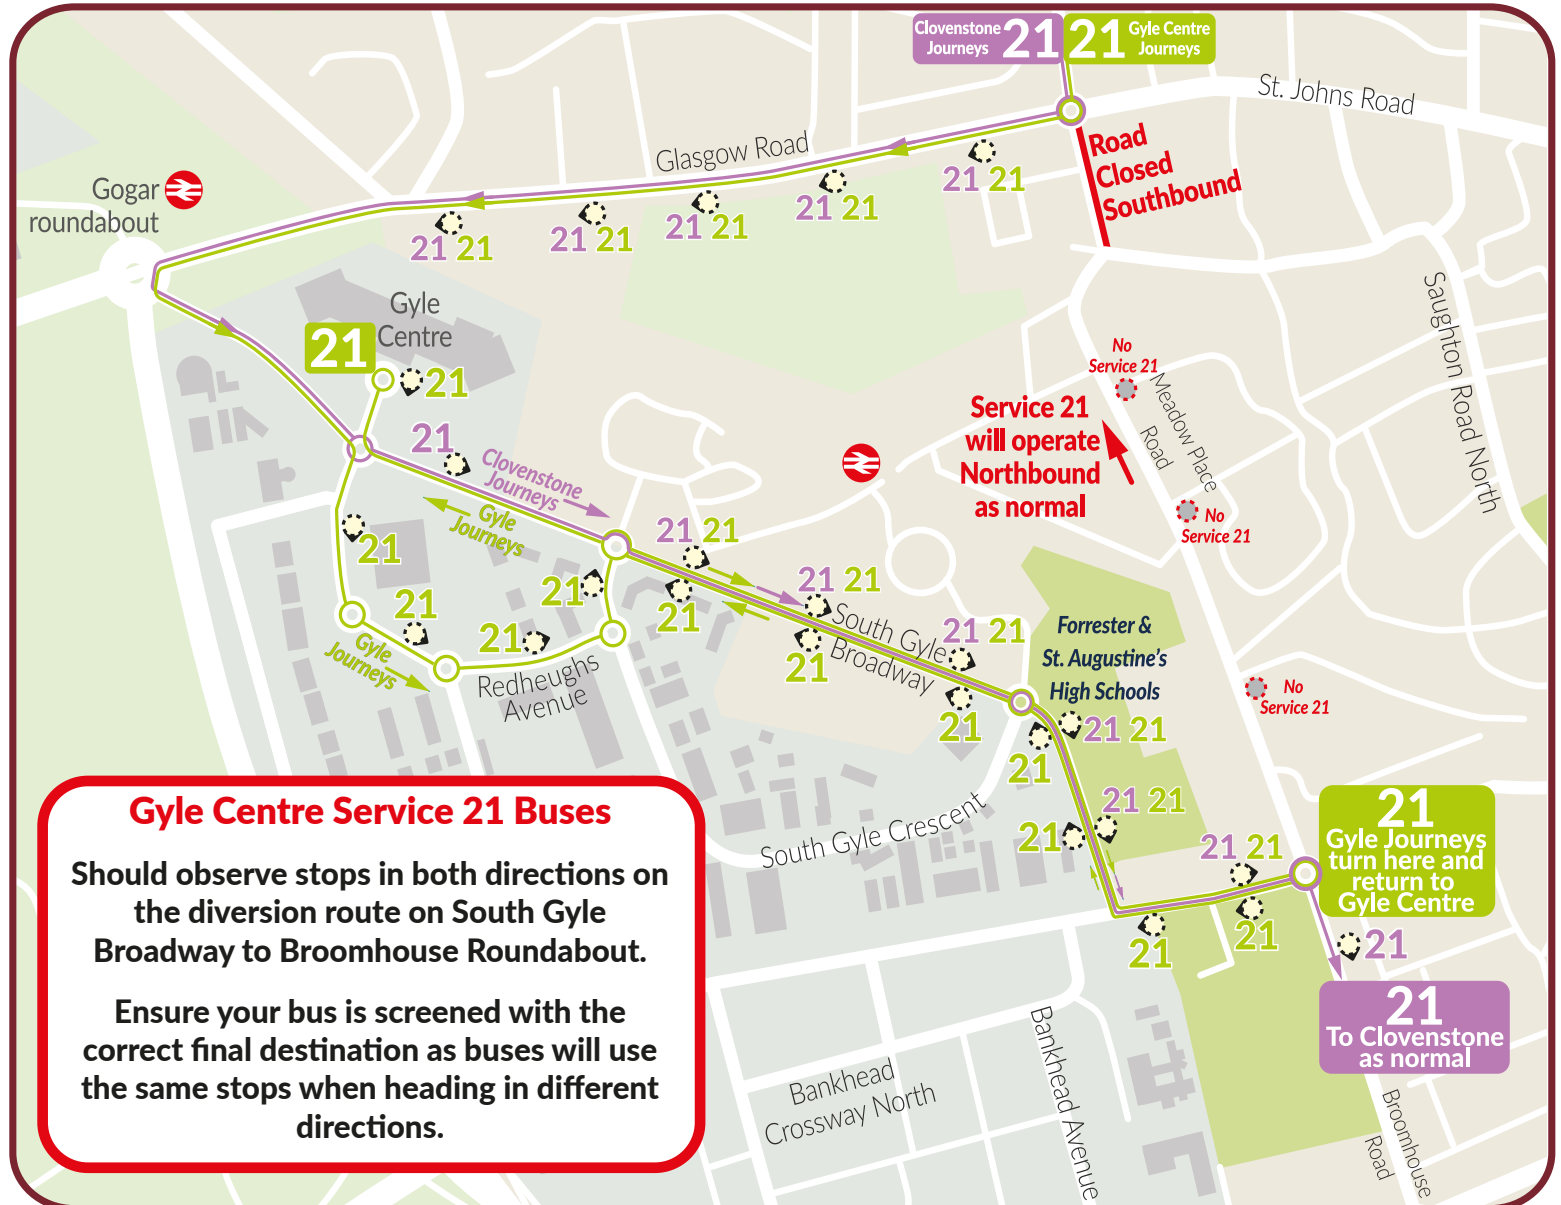 Clovenstone
Journeys
21
21
Gyle Centre
Journeys
St. Johns Road
Road
Closed
Southbound
Glasgow Road
21 21
21 21
21 21
21 21
21 21
Gogar
roundabout
Gyle
Centre
21
21
21
Clovenstone
Journeys
Gyle
Journeys
21
21
21
21
Gyle
Journeys
Redheughs
Avenue
21 21
21
21 21
21
South Gyle
Broadway
21 21
21
Service 21
will operate
Northbound
as normal
No
Service 21
Meadow Place
Road
No
Service 21
No
Service 21
Saughton Road North
Forrester &
St. Augustine's
High Schools
21 21
21
21 21
21
21 21
21
21
South Gyle Crescent
21
Gyle Journeys
turn here and
return to
Gyle Centre
21
21
To Clovenstone
as normal
Bankhead
Crossway North
Bankhead Avenue
Broomhouse
Road
Gyle Centre Service 21 Buses
Should observe stops in both directions on
the diversion route on South Gyle
Broadway to Broomhouse Roundabout.
Ensure your bus is screened with the
correct final destination as buses will use
the same stops when heading in different
directions.